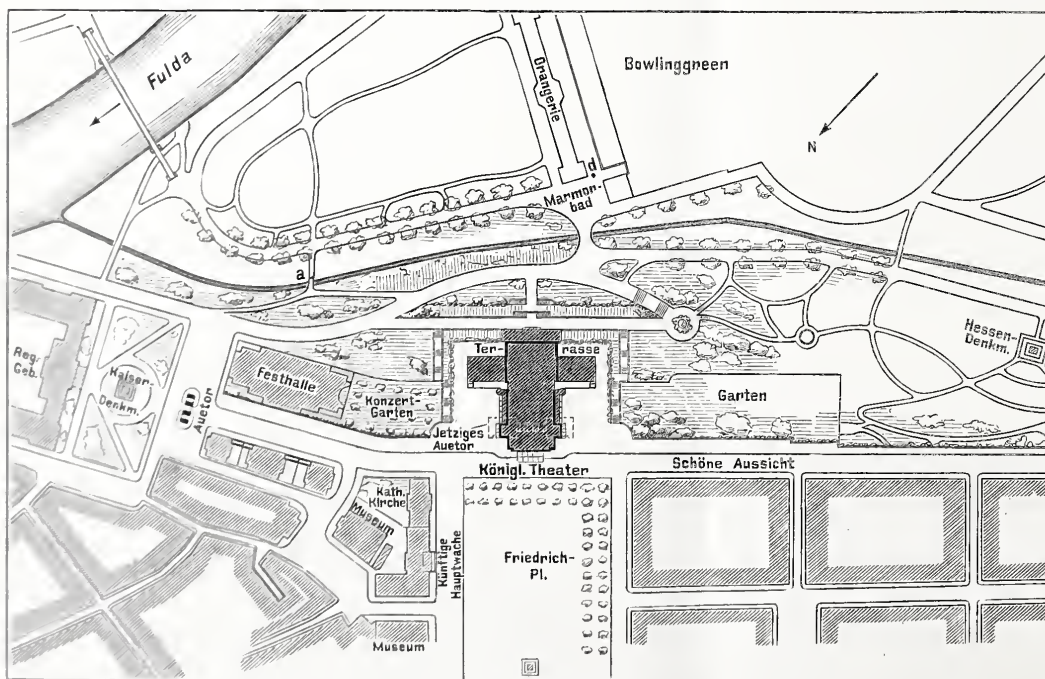 Fulda
Orangerie
Bowlinggreen
N
d
Marmor-
bad
a
Reg.
Geb.
Kaiser-
Denkm.
Auetor
Festhalle
Konzert-
Garten
Ter-
rasse
Garten
Hessen-
Denkm.
Jetziges
Auetor
Königl. Theater
Schöne Aussicht
Kath.
Kirche
Museum
Künftige
Hauptwache
Friedrich-
Pl.
Museum